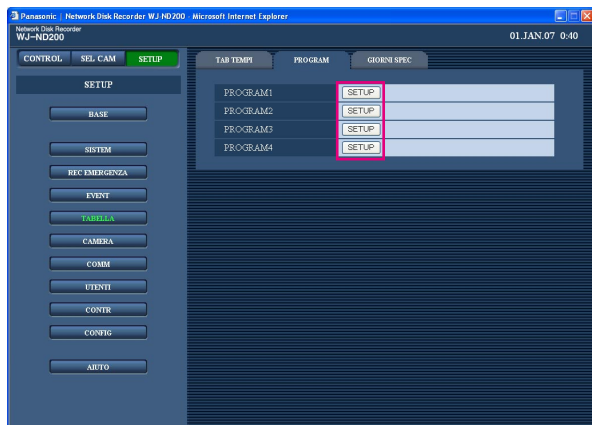 Panasonic | Network Disk Recorder WJ-ND200 - Microsoft Internet Explorer
Network Disk Recorder
WJ-ND200
01.JAN.07 0:40
CONTROL SEL CAM SETUP
TAB TEMPI PROGRAM GIORNI SPEC
SETUP
PROGRAM1 SETUP
PROGRAM2 SETUP
PROGRAM3 SETUP
PROGRAM4 SETUP
BASE
SISTEM
REC EMERGENZA
EVENT
TABELLA
CAMERA
COMM
UTENTI
CONTR
CONFIG
AIUTO